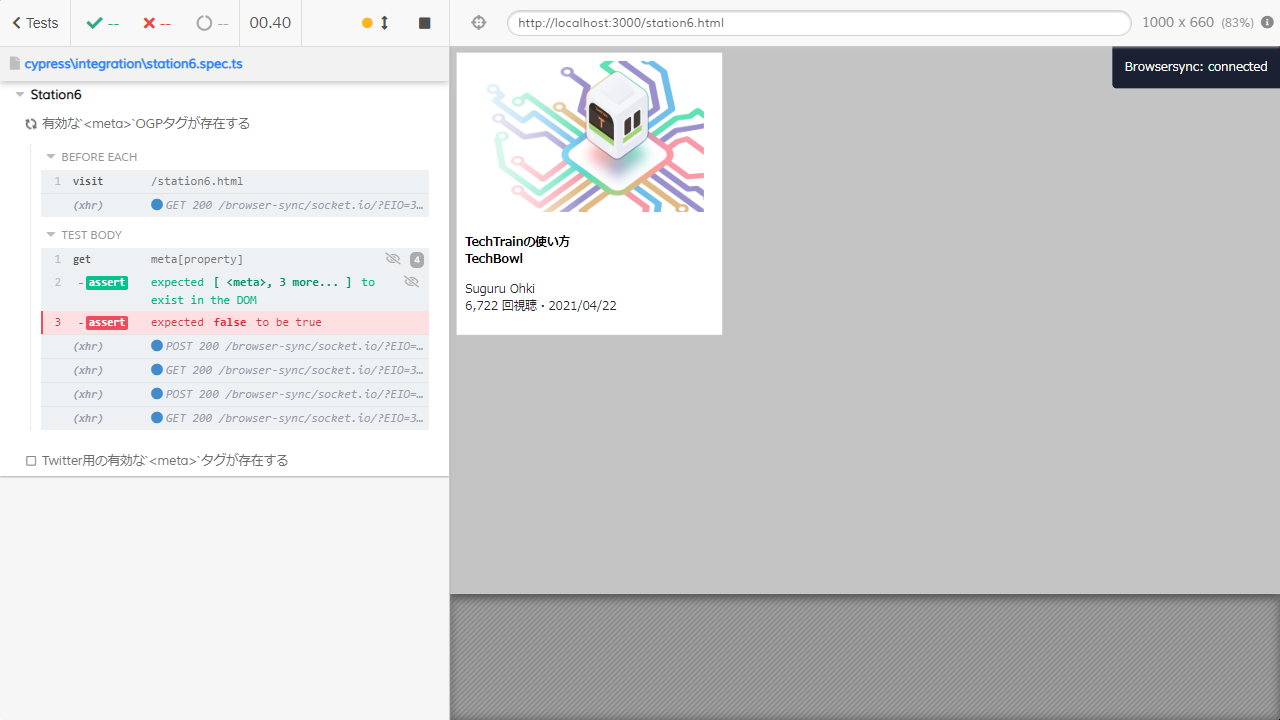 Tests
--
--
--
00.40
http://localhost:3000/station6.html
1000 x 660 (83%)
cypress\integration\station6.spec.ts
Browsersync: connected
Station6
有効な`<meta>`OGPタグが存在する
BEFORE EACH
1 visit /station6.html
(xhr) GET 200 /browser-sync/socket.io/?EIO=3…
TEST BODY
1 get meta[property] 4
2 -assert expected [ <meta>, 3 more... ] to
exist in the DOM
3 -assert expected false to be true
(xhr) POST 200 /browser-sync/socket.io/?EIO=…
(xhr) GET 200 /browser-sync/socket.io/?EIO=3…
(xhr) POST 200 /browser-sync/socket.io/?EIO=…
(xhr) GET 200 /browser-sync/socket.io/?EIO=3…
Twitter用の有効な`<meta>`タグが存在する
T
TechTrainの使い方
TechBowl
Suguru Ohki
6,722 回視聴・2021/04/22